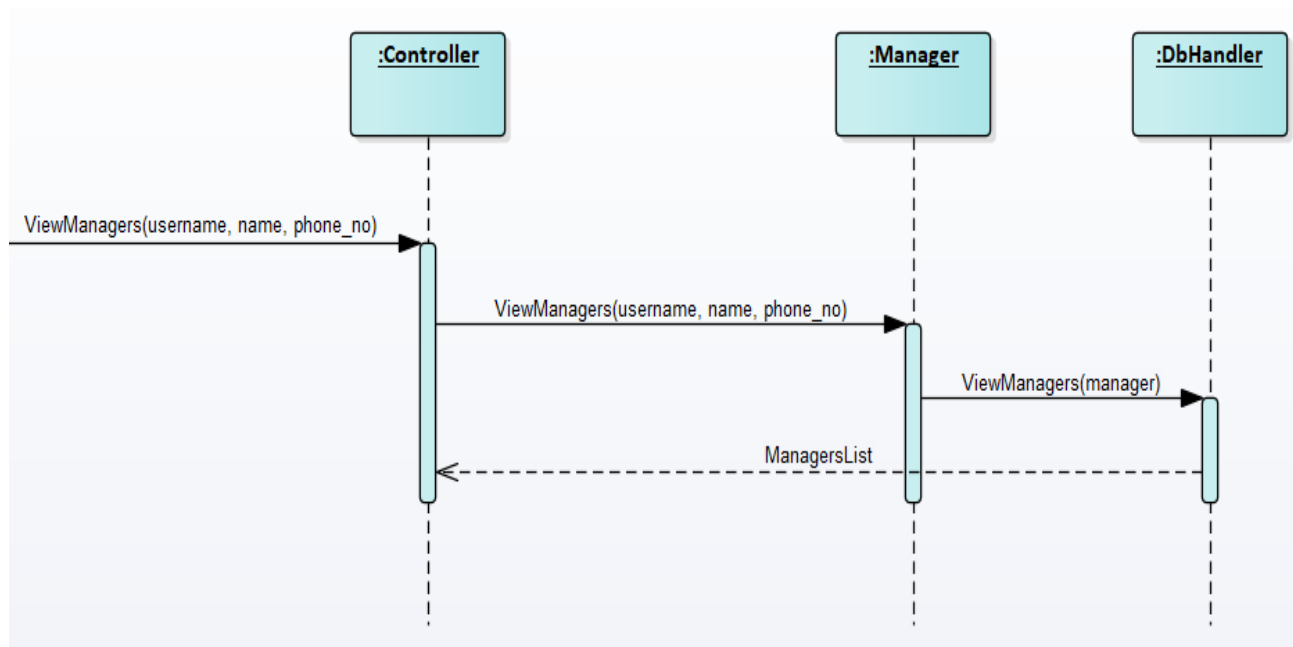 :Controller
:Manager
:DbHandler
ViewManagers(username, name, phone_no)
ViewManagers(username, name, phone_no)
ViewManagers(manager)
ManagersList